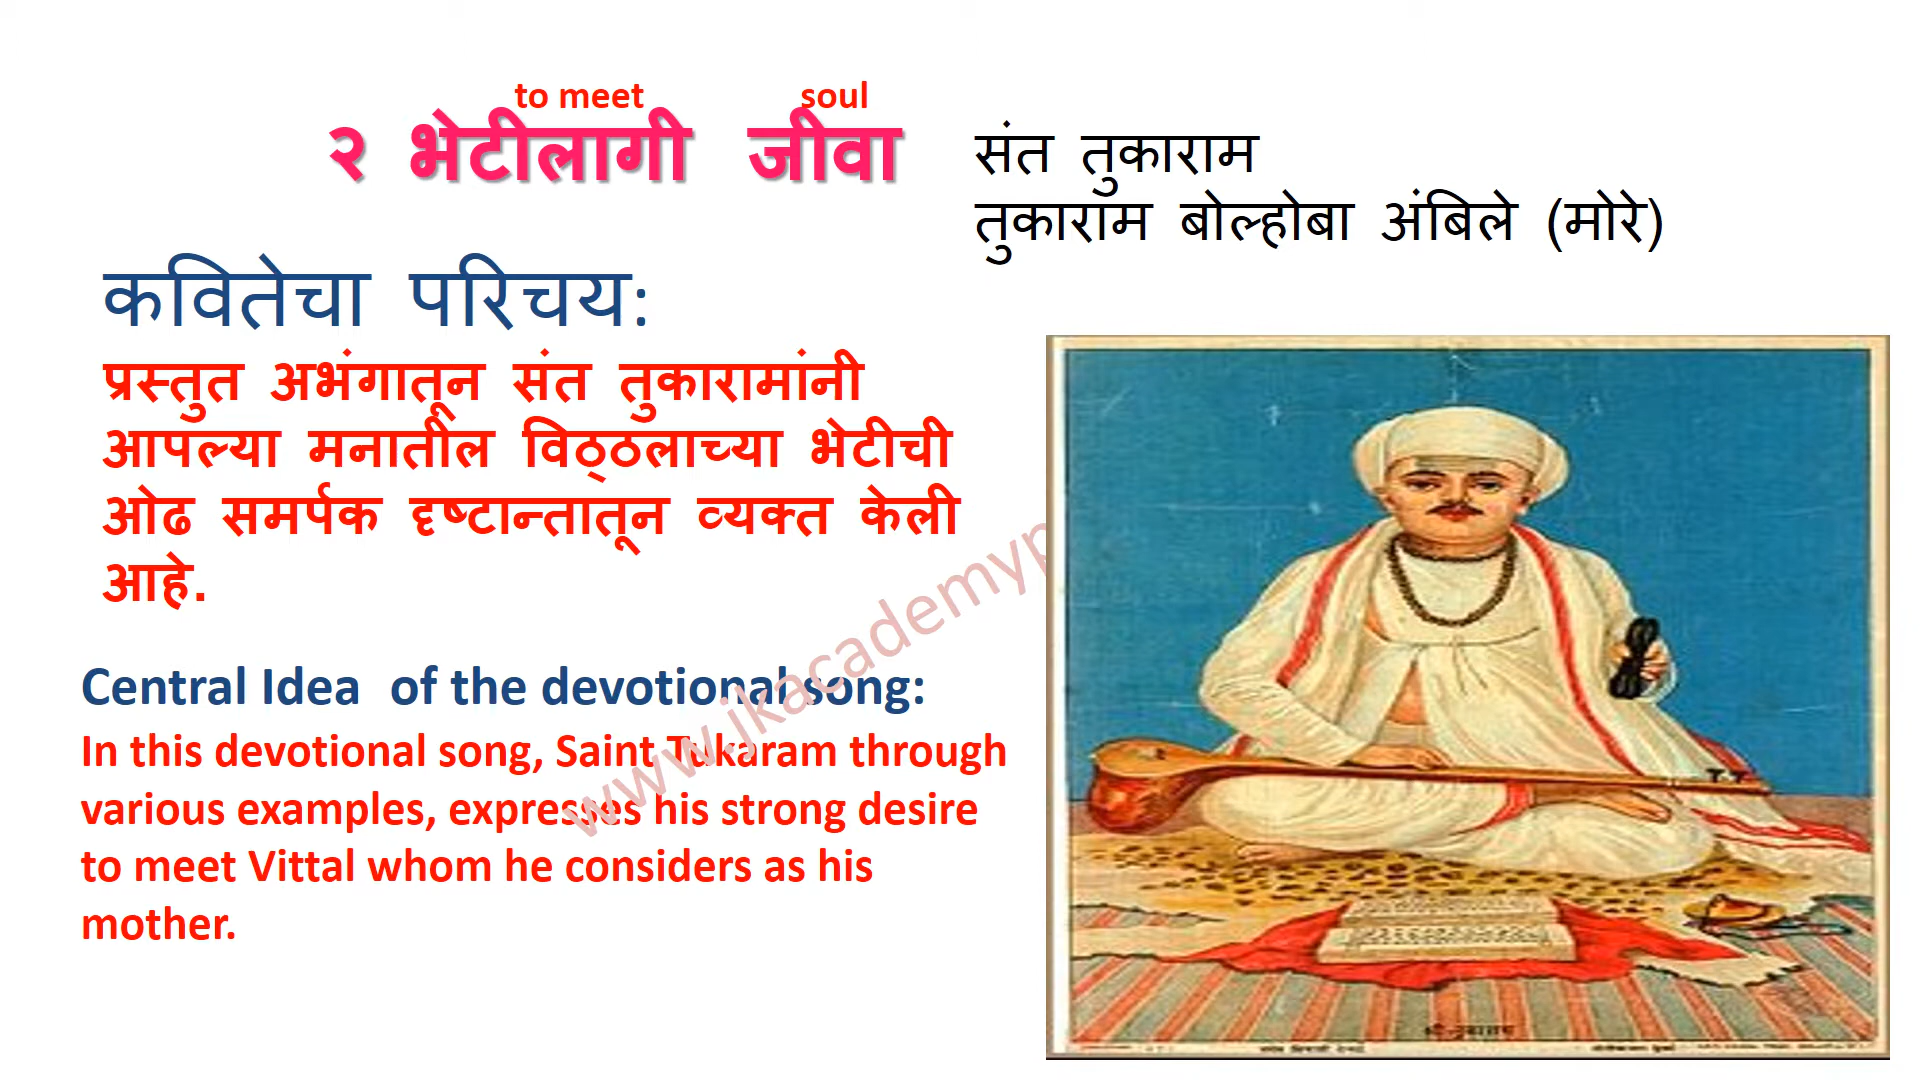 to meet soul
२ भेटीलागी जीवा
संत तुकाराम
तुकाराम बोल्होबा अंबिले (मोरे)
कवितेचा परिचय:
प्रस्तुत अभंगातून संत तुकारामांनी
आपल्या मनातील विठ्ठलाच्या भेटीची
ओढ समर्पक दृष्टान्तातून व्यक्त केली
आहे.
Central Idea of the devotional song:
In this devotional song, Saint Tukaram through
various examples, expresses his strong desire
to meet Vittal whom he considers as his
mother.
www.jkacademyp